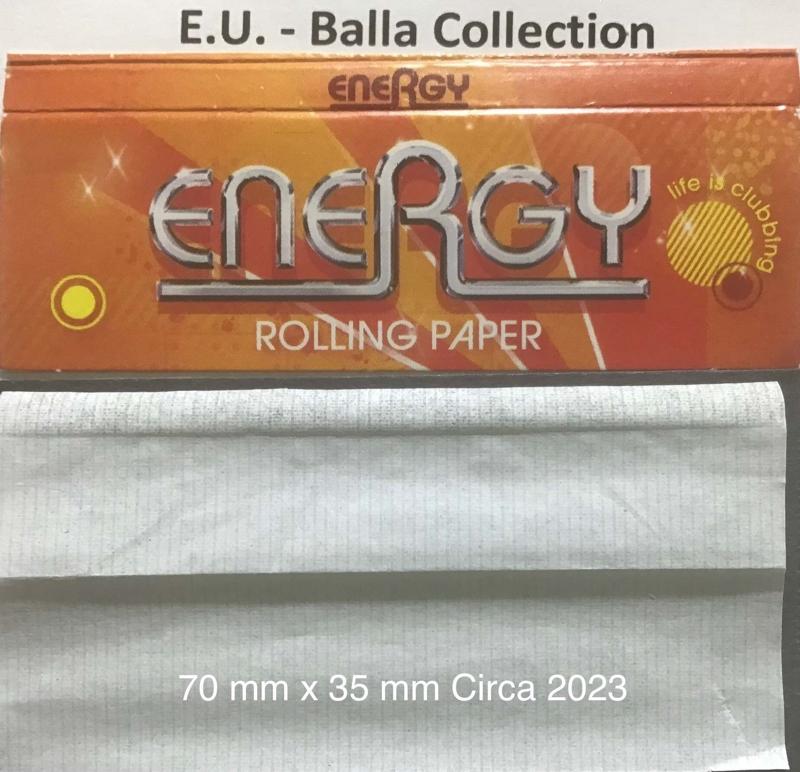 E.U. - Balla Collection
ENERGY
ENERGY
life is clubbing
ROLLING PAPER
70 mm x 35 mm Circa 2023